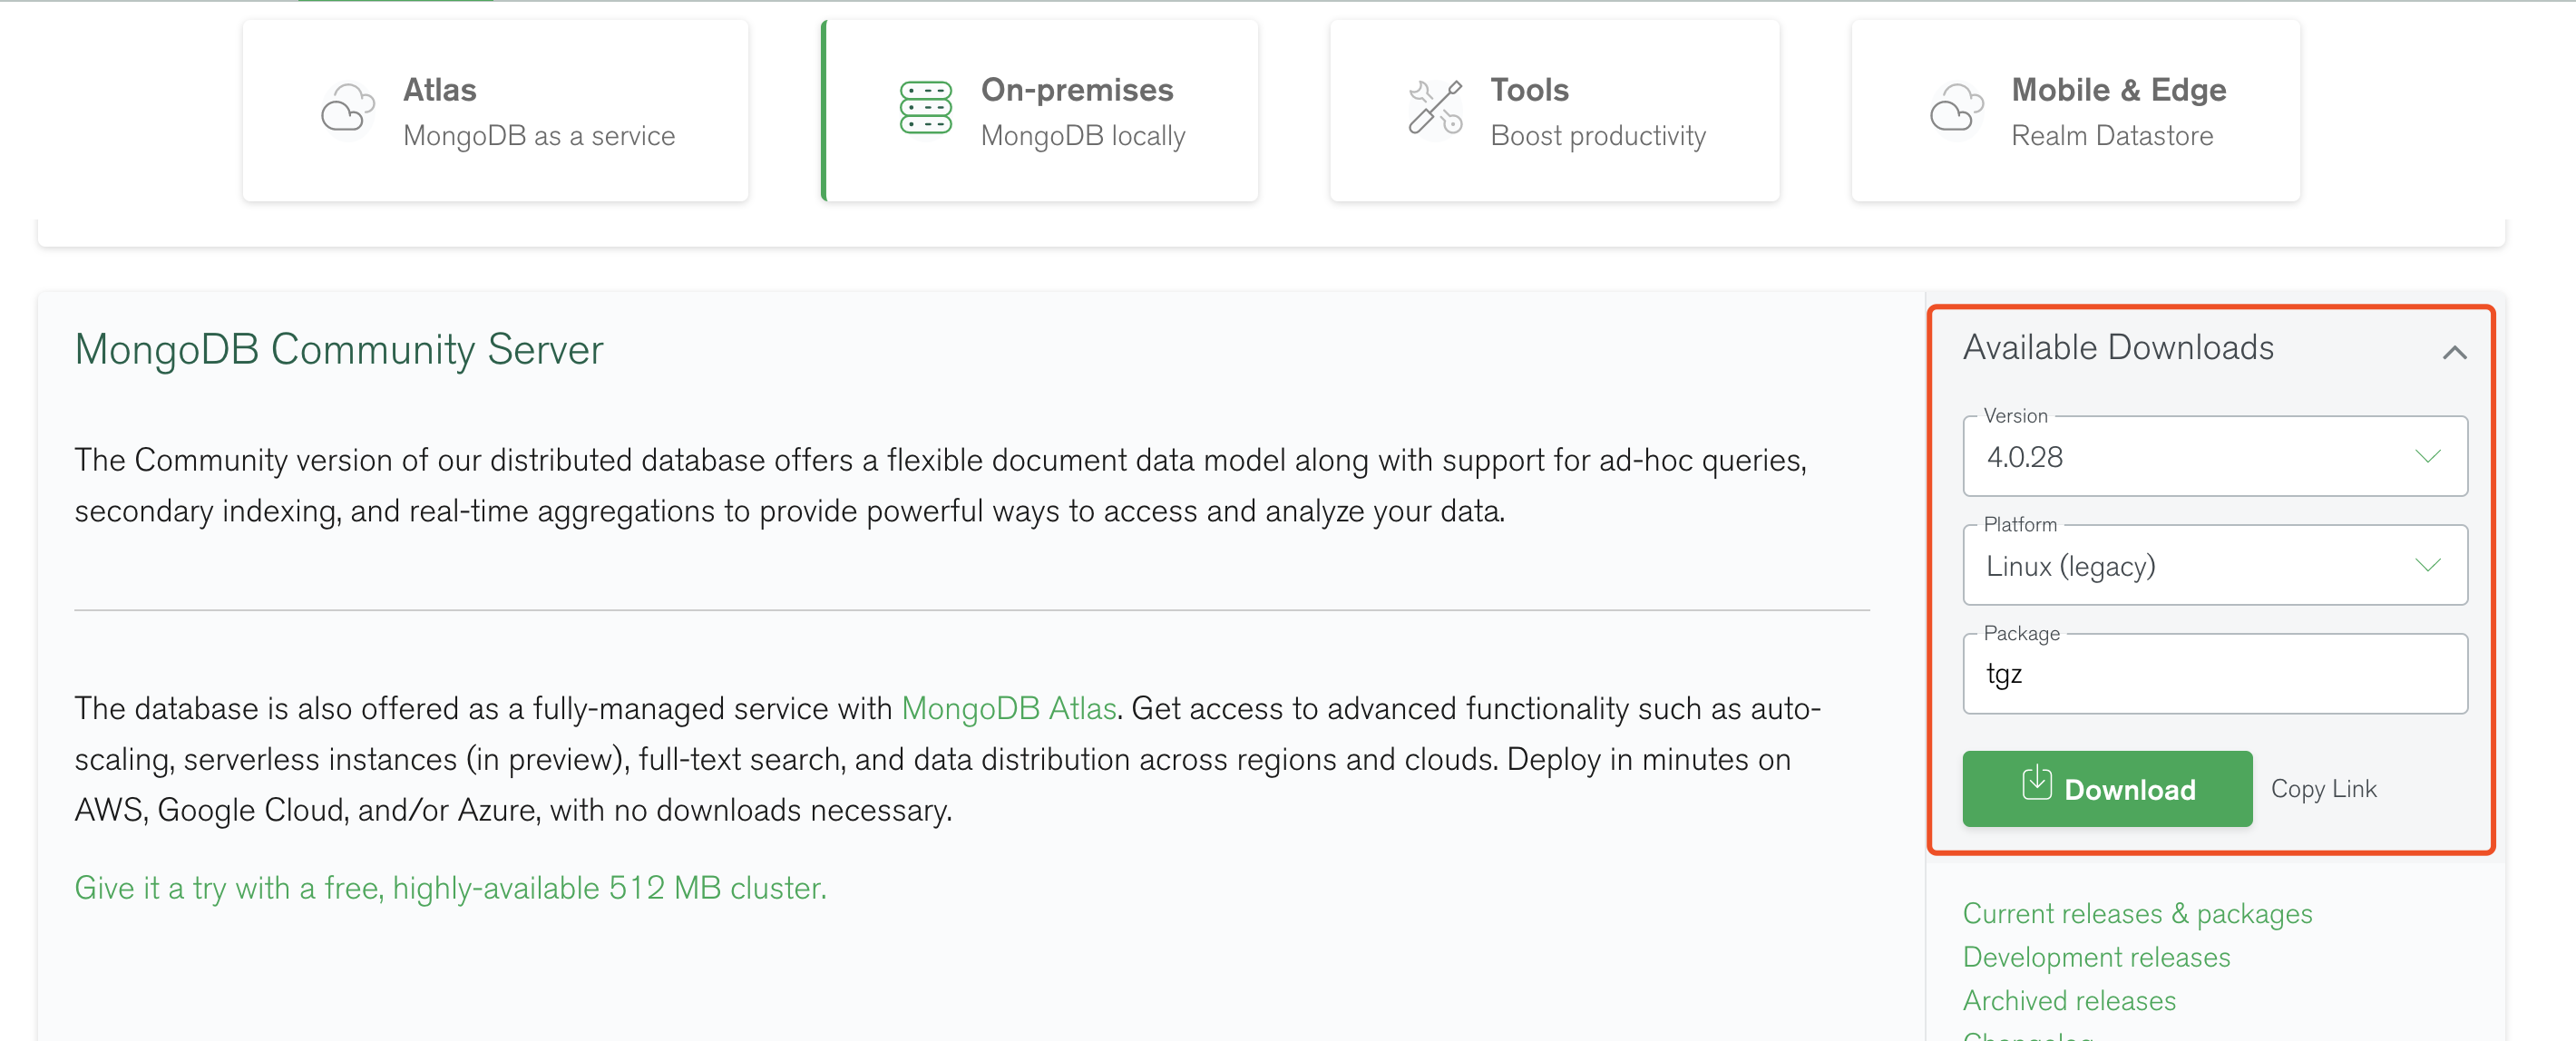 Atlas
MongoDB as a service
On-premises
MongoDB locally
Tools
Boost productivity
Mobile & Edge
Realm Datastore
MongoDB Community Server
The Community version of our distributed database offers a flexible document data model along with support for ad-hoc queries,
secondary indexing, and real-time aggregations to provide powerful ways to access and analyze your data.
The database is also offered as a fully-managed service with MongoDB Atlas. Get access to advanced functionality such as auto-
scaling, serverless instances (in preview), full-text search, and data distribution across regions and clouds. Deploy in minutes on
AWS, Google Cloud, and/or Azure, with no downloads necessary.
Give it a try with a free, highly-available 512 MB cluster.
Available Downloads
Version
4.0.28
Platform
Linux (legacy)
Package
tgz
Download
Copy Link
Current releases & packages
Development releases
Archived releases
Changelog